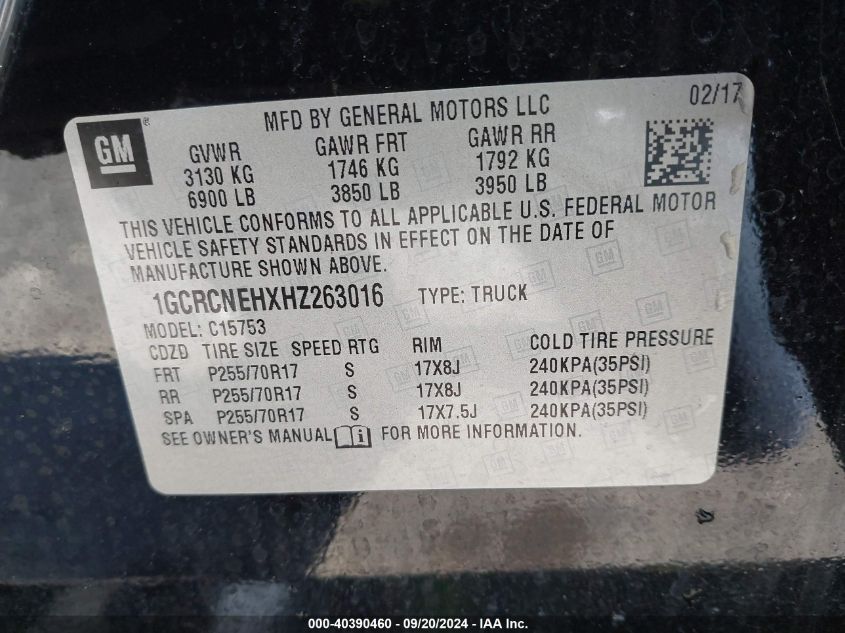 MFD BY GENERAL MOTORS LLC 02/17
GM ®
GVWR GAWR FRT GAWR RR
3130 KG 1746 KG 1792 KG
6900 LB 3850 LB 3950 LB
THIS VEHICLE CONFORMS TO ALL APPLICABLE U.S. FEDERAL MOTOR
VEHICLE SAFETY STANDARDS IN EFFECT ON THE DATE OF
MANUFACTURE SHOWN ABOVE.
1GCRCNEHXHZ263016 TYPE: TRUCK
MODEL: C15753
CDZD TIRE SIZE SPEED RTG RIM COLD TIRE PRESSURE
FRT P255/70R17 S 17X8J 240KPA(35PSI)
RR P255/70R17 S 17X8J 240KPA(35PSI)
SPA P255/70R17 S 17X7.5J 240KPA(35PSI)
SEE OWNER'S MANUAL FOR MORE INFORMATION.
000-40390460 - 09/20/2024 - IAA Inc.